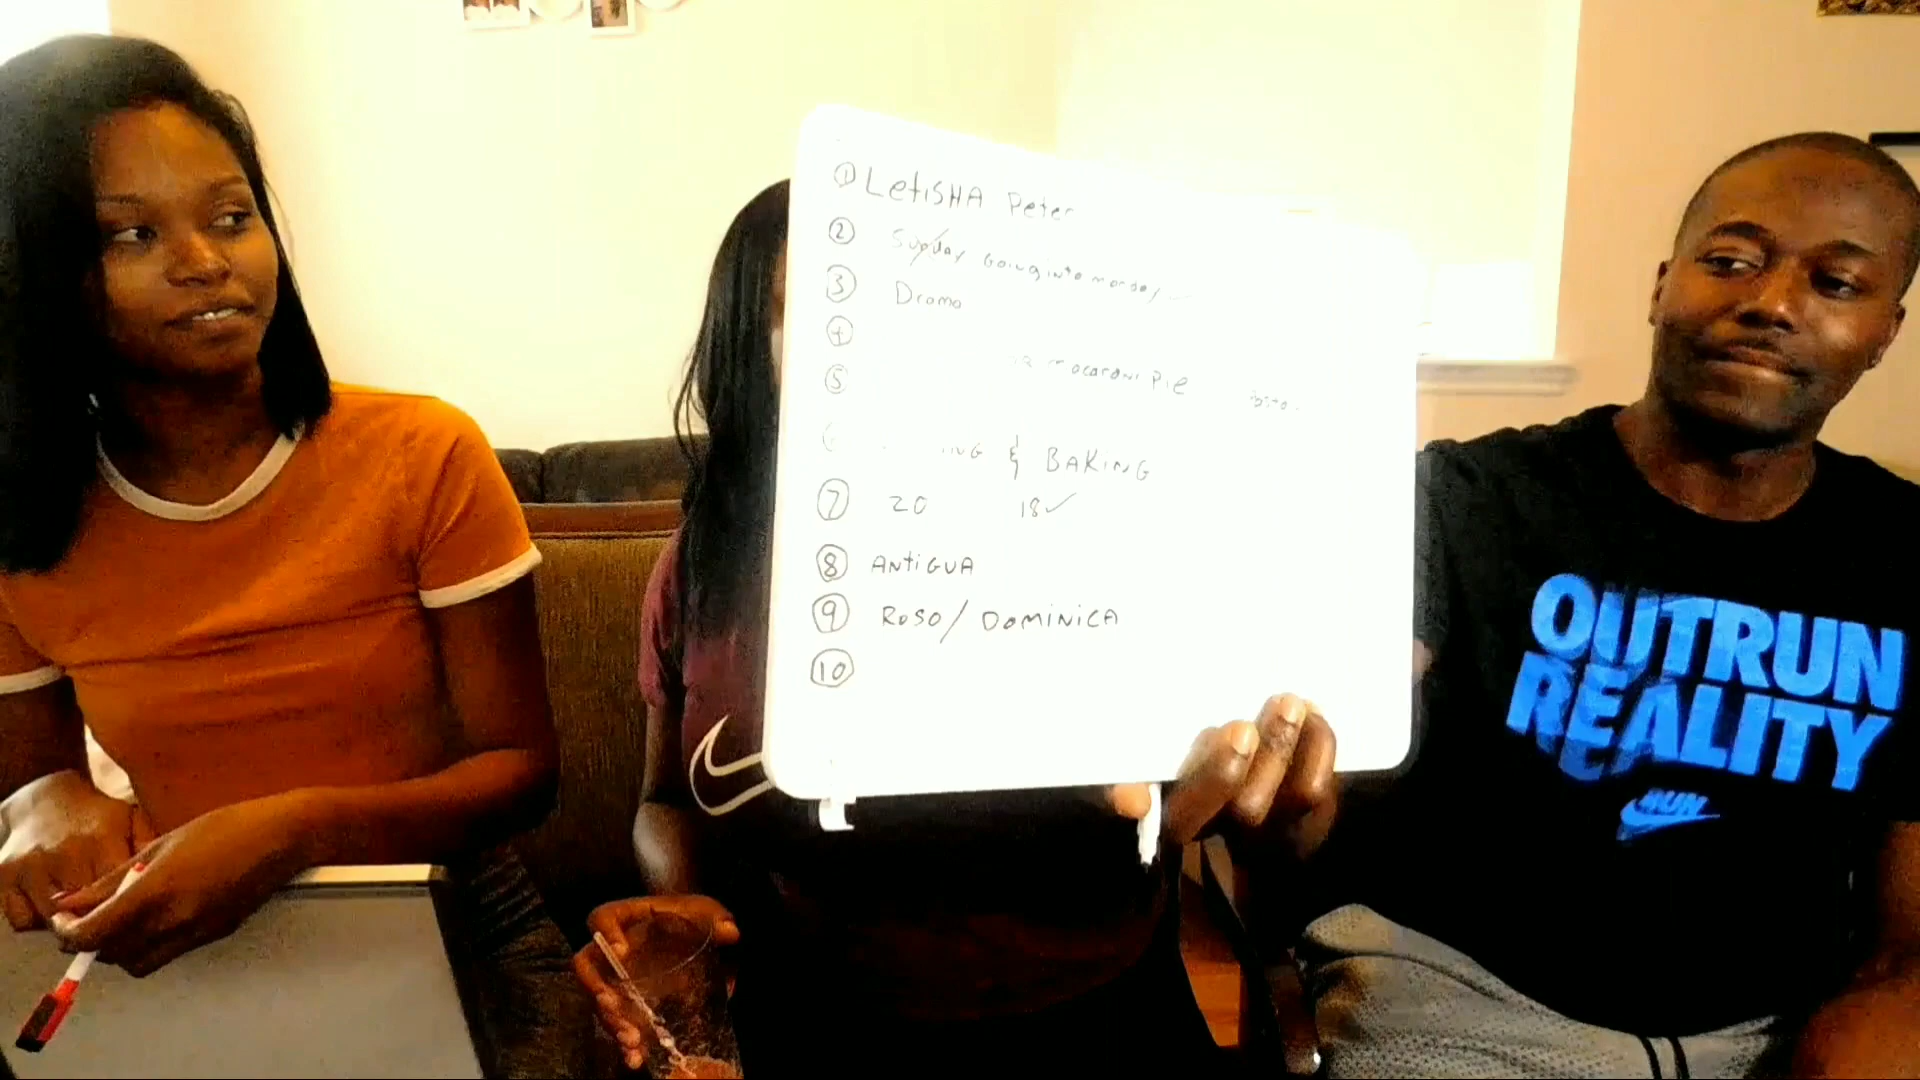 ① LetiSHA Peter
② Sunday Going into monday
③ Drama
④
⑤ macaroni Pie
& BAKING
⑦ 20 18✓
⑧ ANTIGUA
⑨ ROSO/ DOMINICA
⑩
OUTRUN
REALITY
RUN